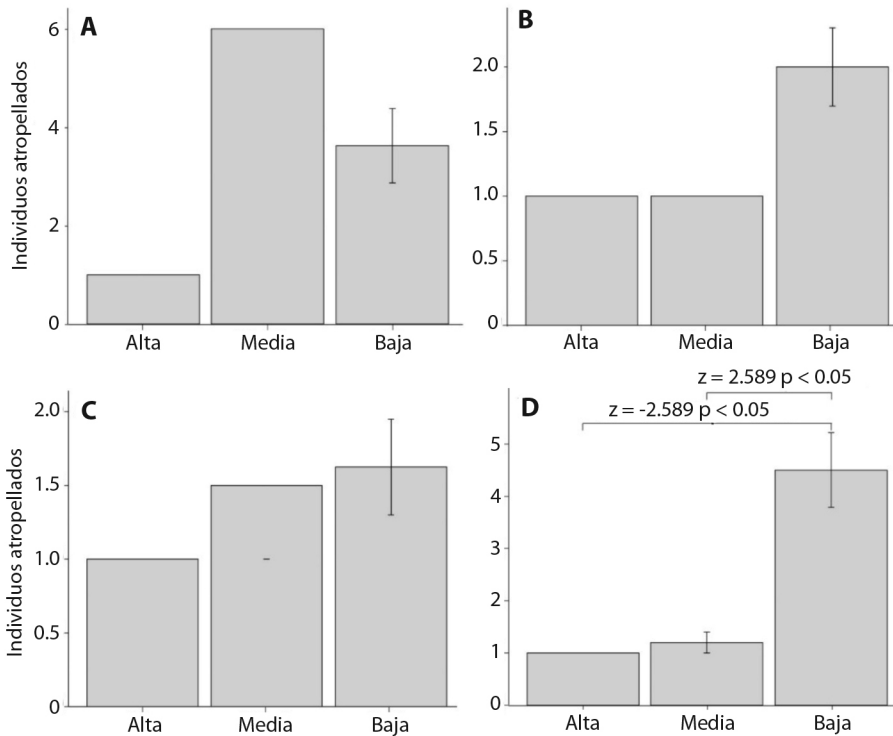 A
Individuos atropellados
6
4
2
0
Alta Media Baja
B
2.0
1.5
1.0
0.5
0
Alta Media Baja
C
Individuos atropellados
2.0
1.5
1.0
0.5
0
Alta Media Baja
D
z = 2.589 p < 0.05
z = -2.589 p < 0.05
5
4
3
2
1
0
Alta Media Baja